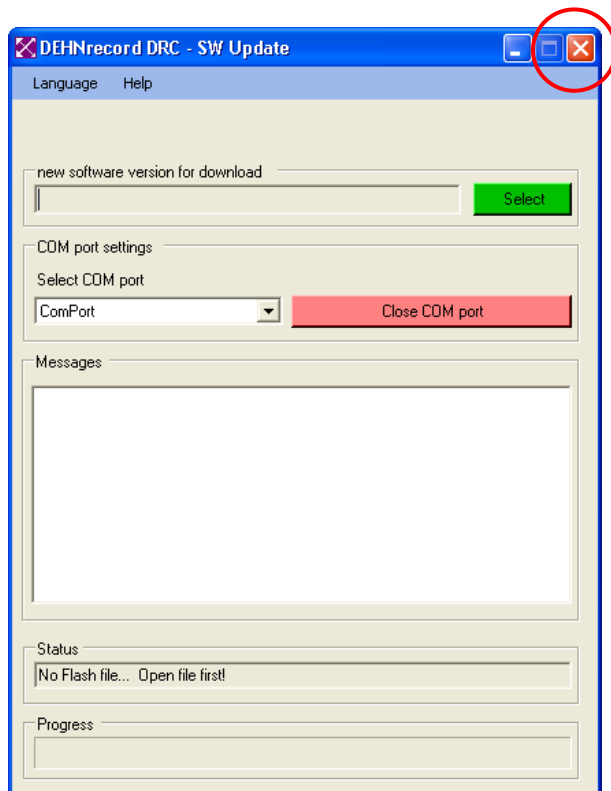 DEHNrecord DRC - SW Update
Language Help
new software version for download
Select
COM port settings
Select COM port
ComPort
Close COM port
Messages
Status
No Flash file... Open file first!
Progress